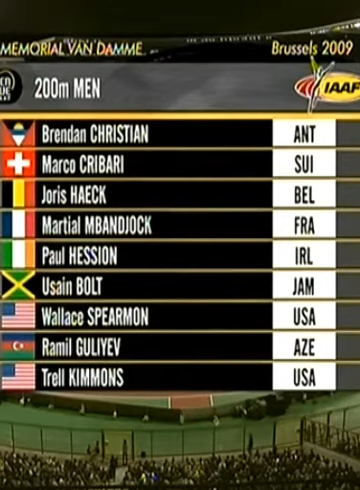 MEMORIAL VAN DAMME
Brussels 2009
200m MEN
IAAF
Brendan CHRISTIAN ANT
Marco CRIBARI SUI
Joris HAECK BEL
Martial MBANDJOCK FRA
Paul HESSION IRL
Usain BOLT JAM
Wallace SPEARMON USA
Ramil GULIYEV AZE
Trell KIMMONS USA